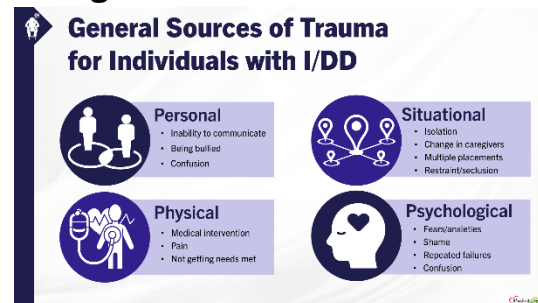 General Sources of Trauma
for Individuals with I/DD
Personal
• Inability to communicate
• Being bullied
• Confusion
Situational
• Isolation
• Change in caregivers
• Multiple placements
• Restraint/seclusion
Physical
• Medical intervention
• Pain
• Not getting needs met
Psychological
• Fears/anxieties
• Shame
• Repeated failures
• Confusion